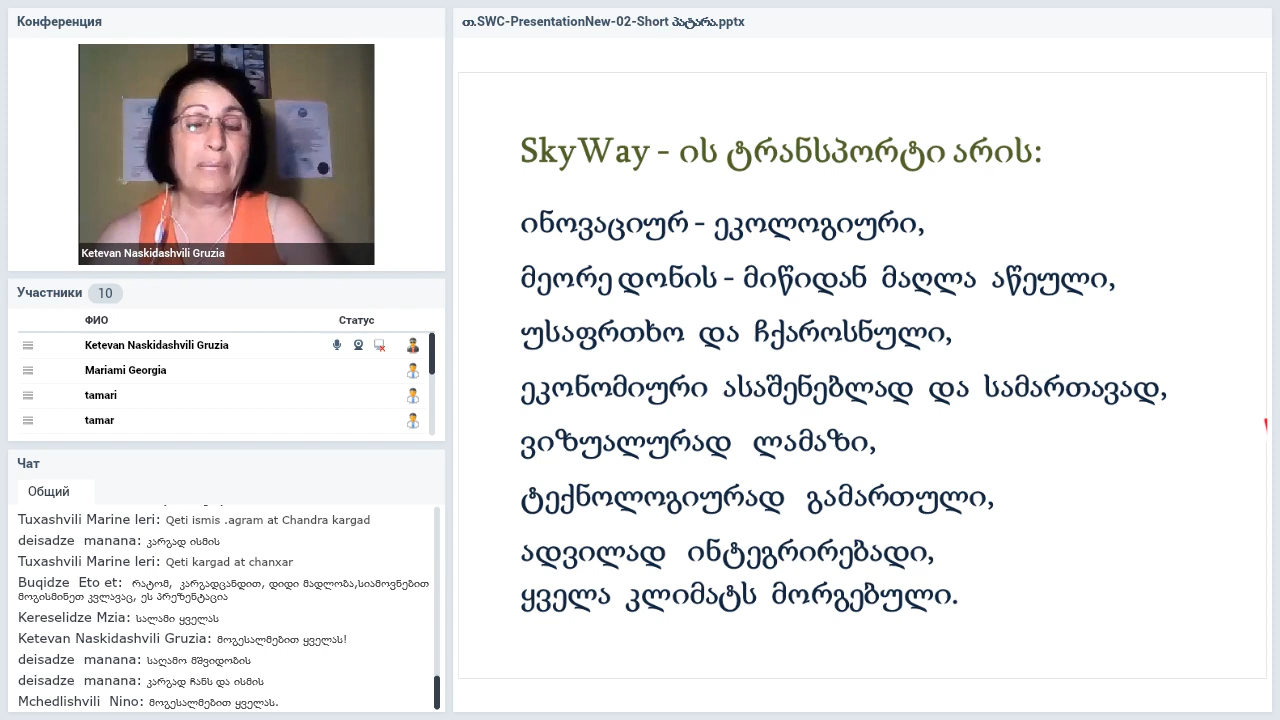 Конференция
Ketevan Naskidashvili Gruzia
Участники 10
ФИО Статус
Ketevan Naskidashvili Gruzia
Mariami Georgia
tamari
tamar
Чат
Общий
Tuxashvili Marine leri: Qeti ismis .agram at Chandra kargad
deisadze manana: კარგად ისმის
Tuxashvili Marine leri: Qeti kargad at chanxar
Buqidze Eto et: რატომ, კარგადცანდით, დიდი მადლობა,სიამოვნებით
მოგისმინეთ კვლავაც, ეს პრეზენტაცია
Kereselidze Mzia: სალამი ყველას
Ketevan Naskidashvili Gruzia: მოგესალმებით ყველას!
deisadze manana: საღამო მშვიდობის
deisadze manana: კარგად ჩანს და ისმის
Mchedlishvili Nino: მოგესალმებით ყველას.
თ.SWC-PresentationNew-02-Short პატარა.pptx
SkyWay - ის ტრანსპორტი არის:
ინოვაციურ - ეკოლოგიური,
მეორე დონის - მიწიდან მაღლა აწეული,
უსაფრთხო და ჩქაროსნული,
ეკონომიური ასაშენებლად და სამართავად,
ვიზუალურად ლამაზი,
ტექნოლოგიურად გამართული,
ადვილად ინტეგრირებადი,
ყველა კლიმატს მორგებული.